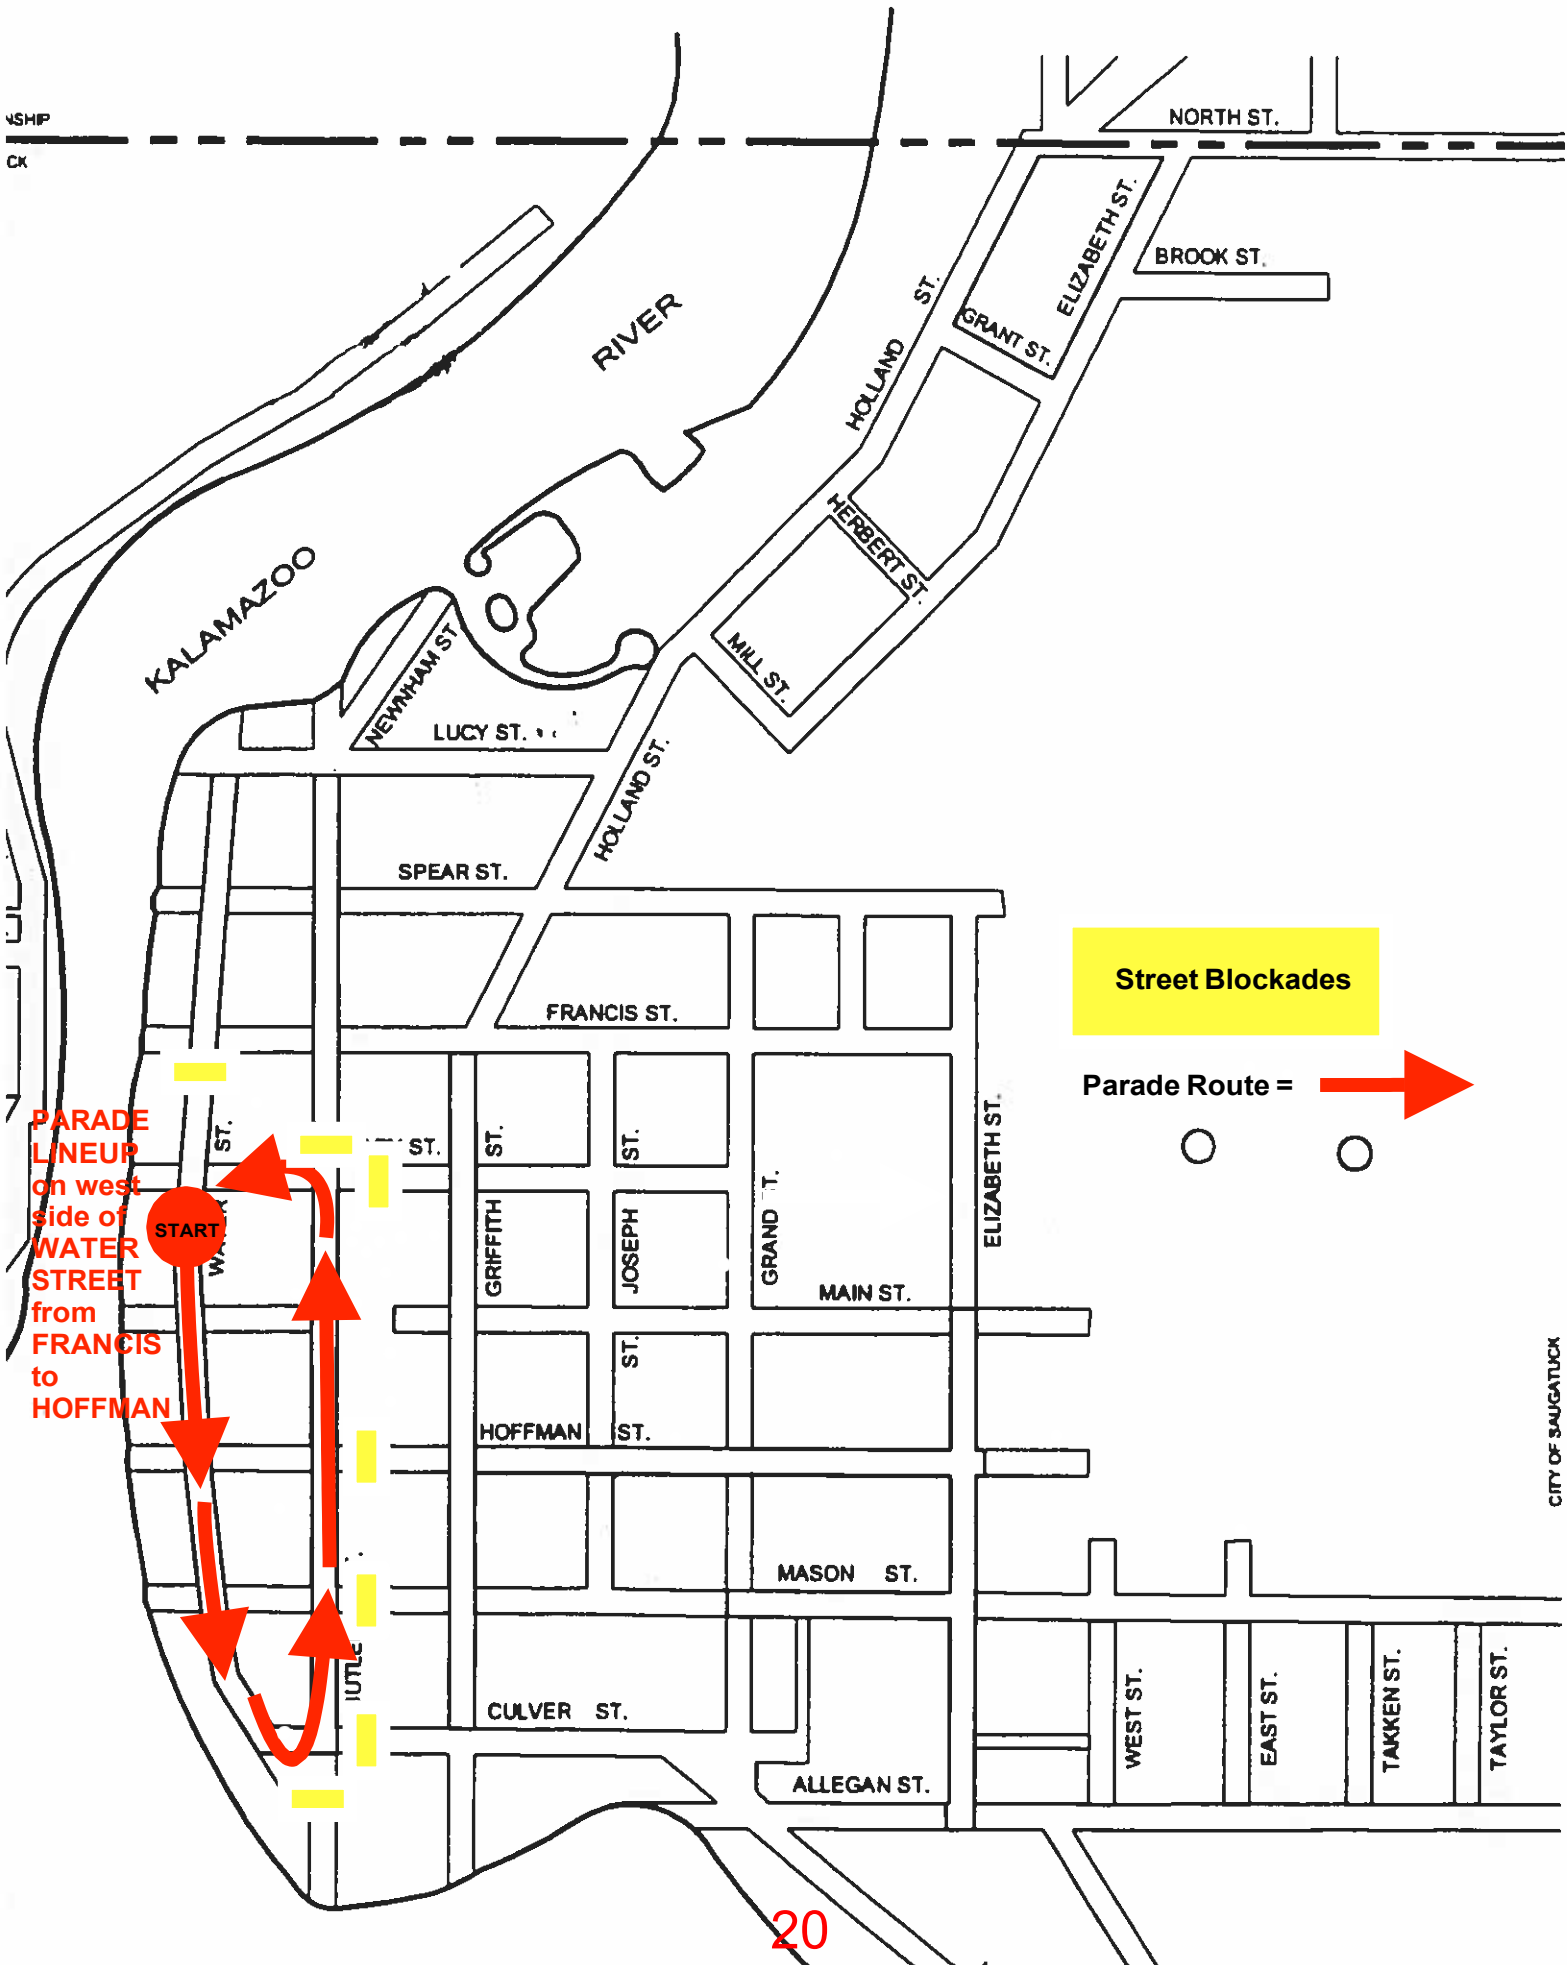 NORTH ST.
ELIZABETH ST.
BROOK ST.
HOLLAND ST.
GRANT ST.
RIVER
KALAMAZOO
HERBERT ST.
MILL ST.
NEWNHAM ST
LUCY ST.
HOLLAND ST.
SPEAR ST.
FRANCIS ST.
Street Blockades
Parade Route =
PARADE
LINEUP
on west
side of
WATER
STREET
from
FRANCIS
to
HOFFMAN
START
ST.
ST.
GRIFFITH ST.
JOSEPH ST.
GRAND ST.
ELIZABETH ST.
MAIN ST.
ST.
HOFFMAN ST.
MASON ST.
CULVER ST.
ALLEGAN ST.
WEST ST.
EAST ST.
TAKKEN ST.
TAYLOR ST.
CITY OF SAUGATUCK
20